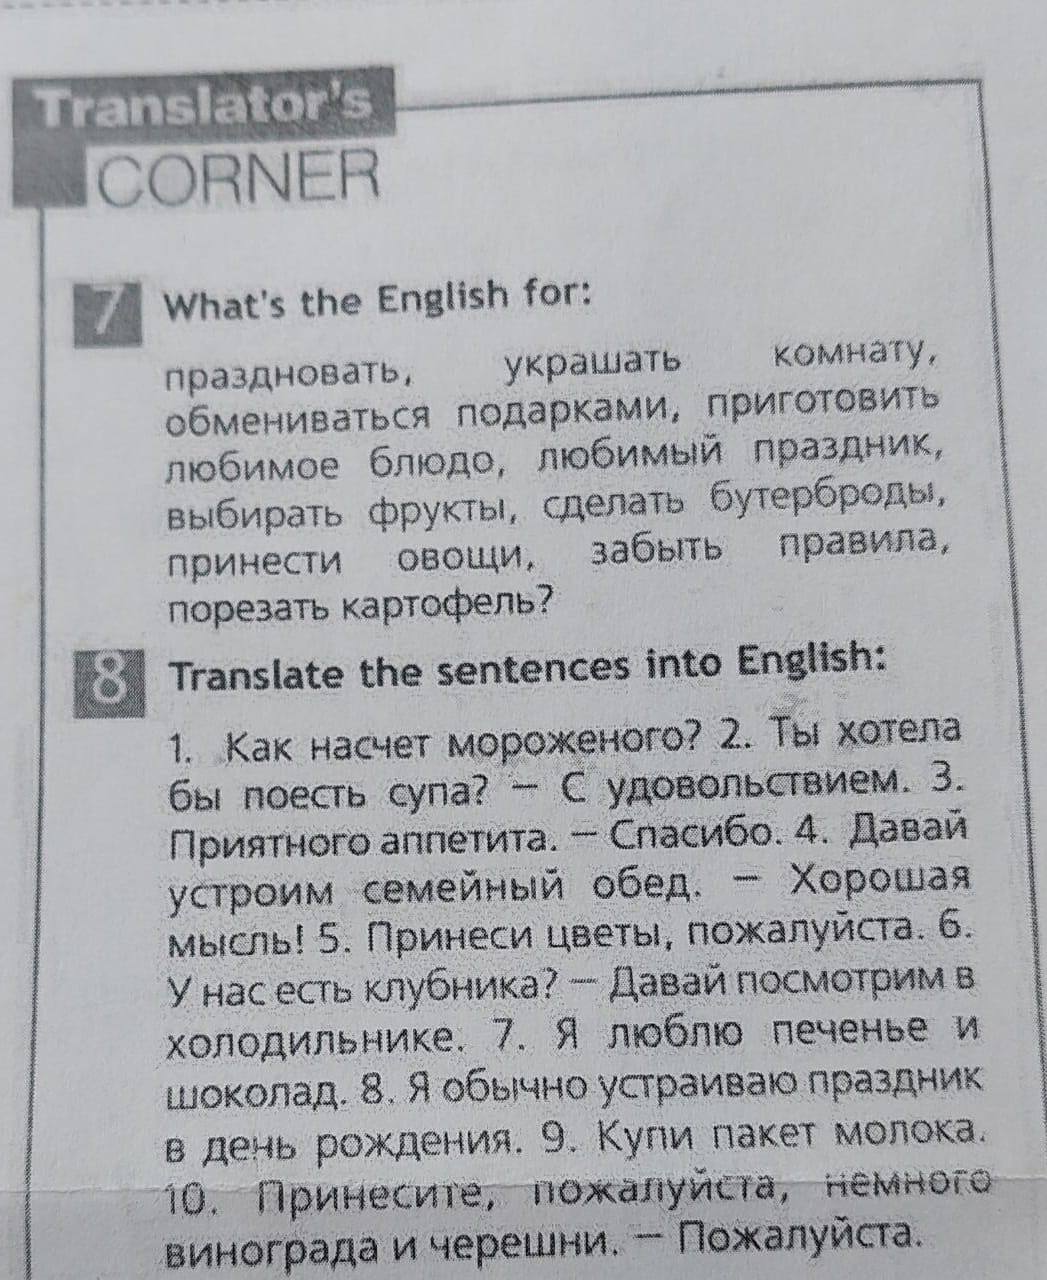 Translator's
CORNER
7 What's the English for:
праздновать, украшать комнату,
обмениваться подарками, приготовить
любимое блюдо, любимый праздник,
выбирать фрукты, сделать бутерброды,
принести овощи, забыть правила,
порезать картофель?
8 Translate the sentences into English:
1. Как насчет мороженого? 2. Ты хотела
бы поесть супа? — С удовольствием. 3.
Приятного аппетита. — Спасибо. 4. Давай
устроим семейный обед. — Хорошая
мысль! 5. Принеси цветы, пожалуйста. 6.
У нас есть клубника? — Давай посмотрим в
холодильнике. 7. Я люблю печенье и
шоколад. 8. Я обычно устраиваю праздник
в день рождения. 9. Купи пакет молока.
10. Принесите, пожалуйста, немного
винограда и черешни. — Пожалуйста.